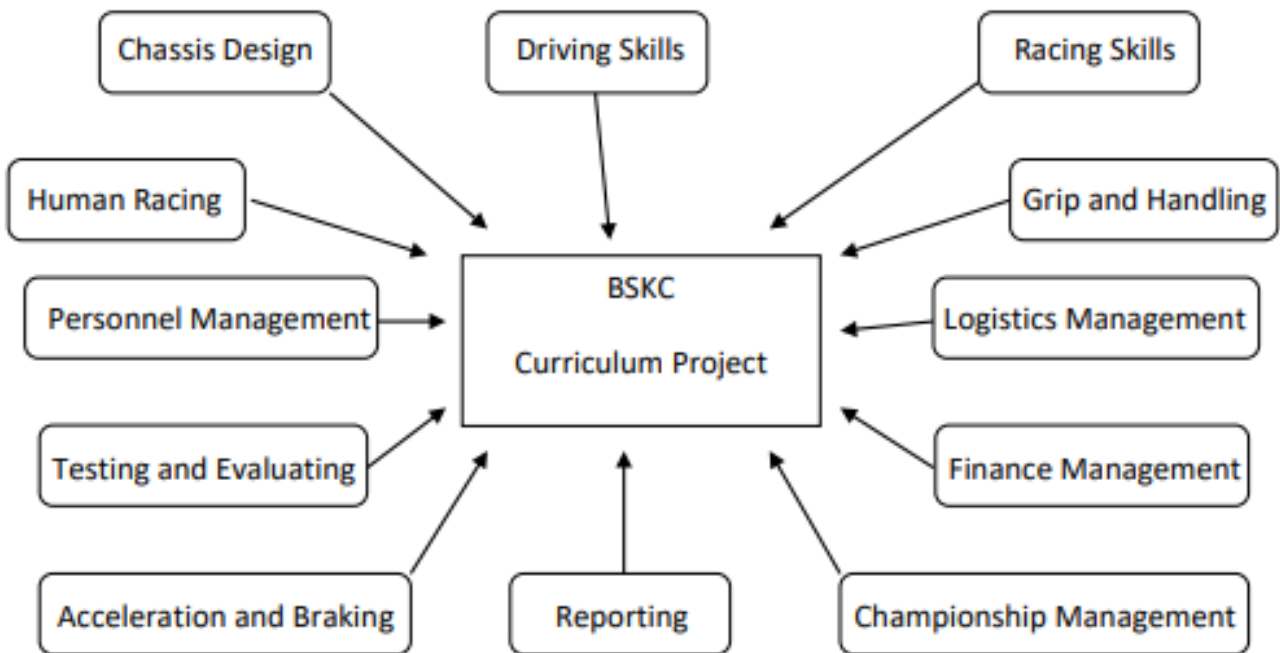 Chassis Design
Driving Skills
Racing Skills
Human Racing
Grip and Handling
BSKC
Curriculum Project
Personnel Management
Logistics Management
Testing and Evaluating
Finance Management
Acceleration and Braking
Reporting
Championship Management